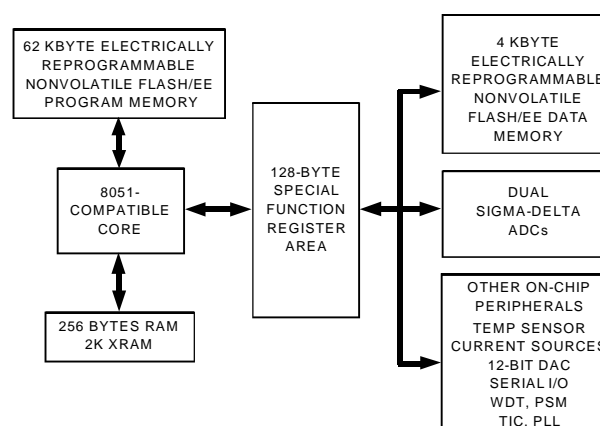 62 KBYTE ELECTRICALLY
REPROGRAMMABLE
NONVOLATILE FLASH/EE
PROGRAM MEMORY
8051-
COMPATIBLE
CORE
256 BYTES RAM
2K XRAM
128-BYTE
SPECIAL
FUNCTION
REGISTER
AREA
4 KBYTE
ELECTRICALLY
REPROGRAMMABLE
NONVOLATILE
FLASH/EE DATA
MEMORY
DUAL
SIGMA-DELTA
ADCs
OTHER ON-CHIP
PERIPHERALS
TEMP SENSOR
CURRENT SOURCES
12-BIT DAC
SERIAL I/O
WDT, PSM
TIC, PLL